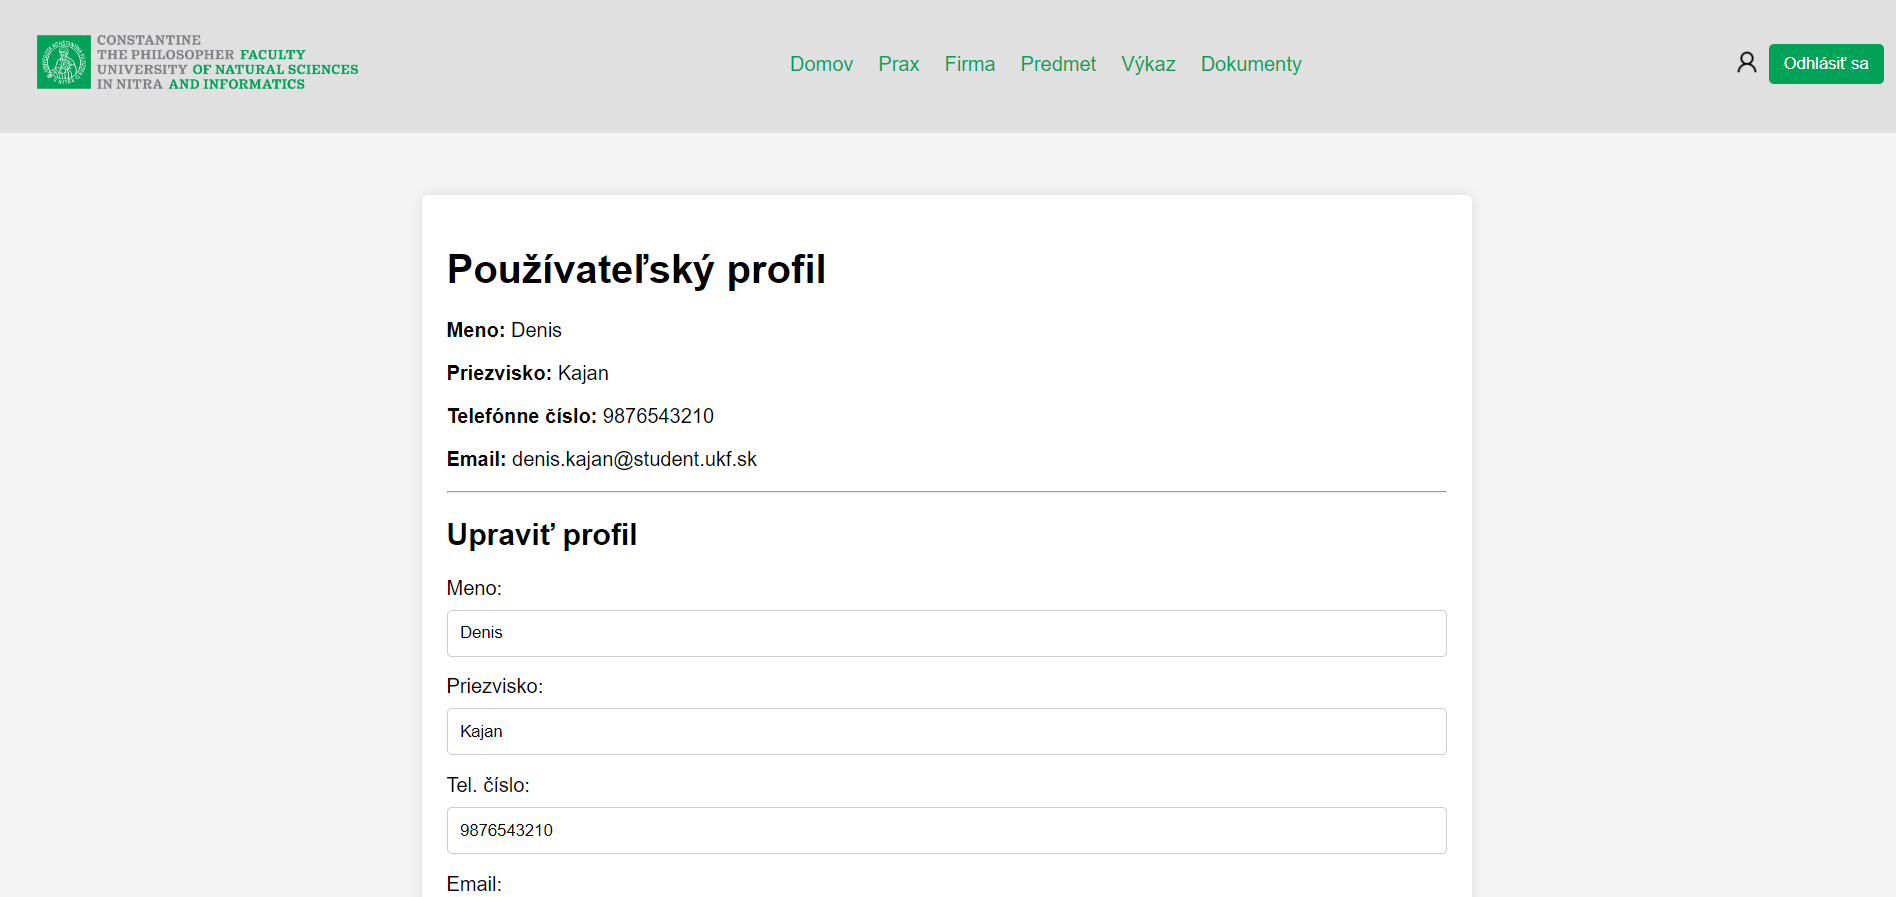 CONSTANTINE
THE PHILOSOPHER FACULTY
UNIVERSITY OF NATURAL SCIENCES
IN NITRA AND INFORMATICS
Domov Prax Firma Predmet Výkaz Dokumenty
Odhlásiť sa
Používateľský profil
Meno: Denis
Priezvisko: Kajan
Telefónne číslo: 9876543210
Email: denis.kajan@student.ukf.sk
Upraviť profil
Meno:
Denis
Priezvisko:
Kajan
Tel. číslo:
9876543210
Email: